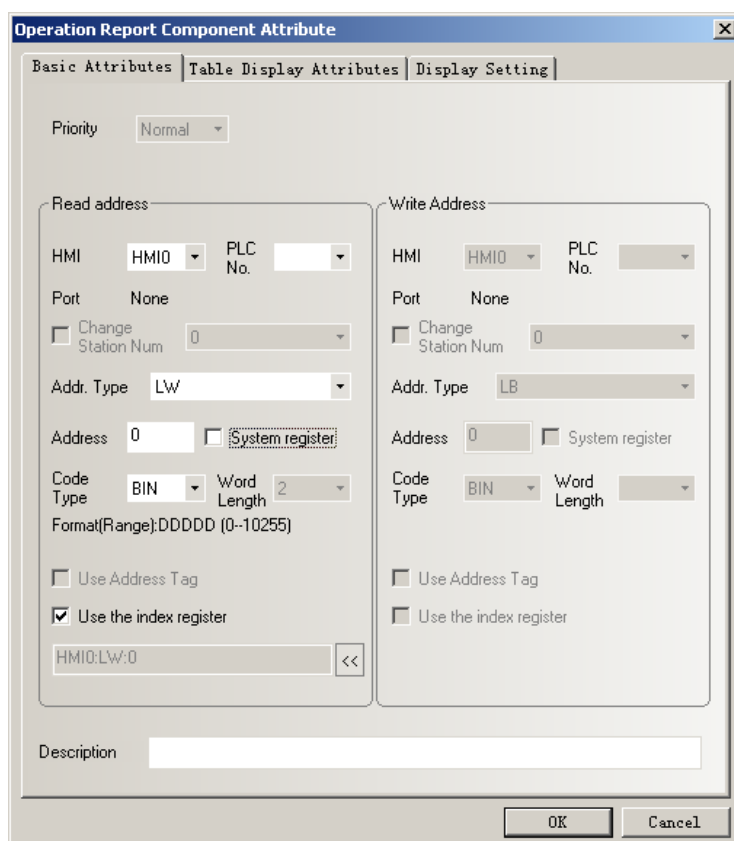 Operation Report Component Attribute
Basic Attributes Table Display Attributes Display Setting
Priority Normal
Read address
HMI HMI0 PLC No.
Port None
Change Station Num 0
Addr. Type LW
Address 0 System register
Code Type BIN Word Length 2
Format(Range):DDDDD (0--10255)
Use Address Tag
Use the index register
HMI0:LW:0 <<
Write Address
HMI HMI0 PLC No.
Port None
Change Station Num 0
Addr. Type LB
Address 0 System register
Code Type BIN Word Length
Use Address Tag
Use the index register
Description
OK Cancel